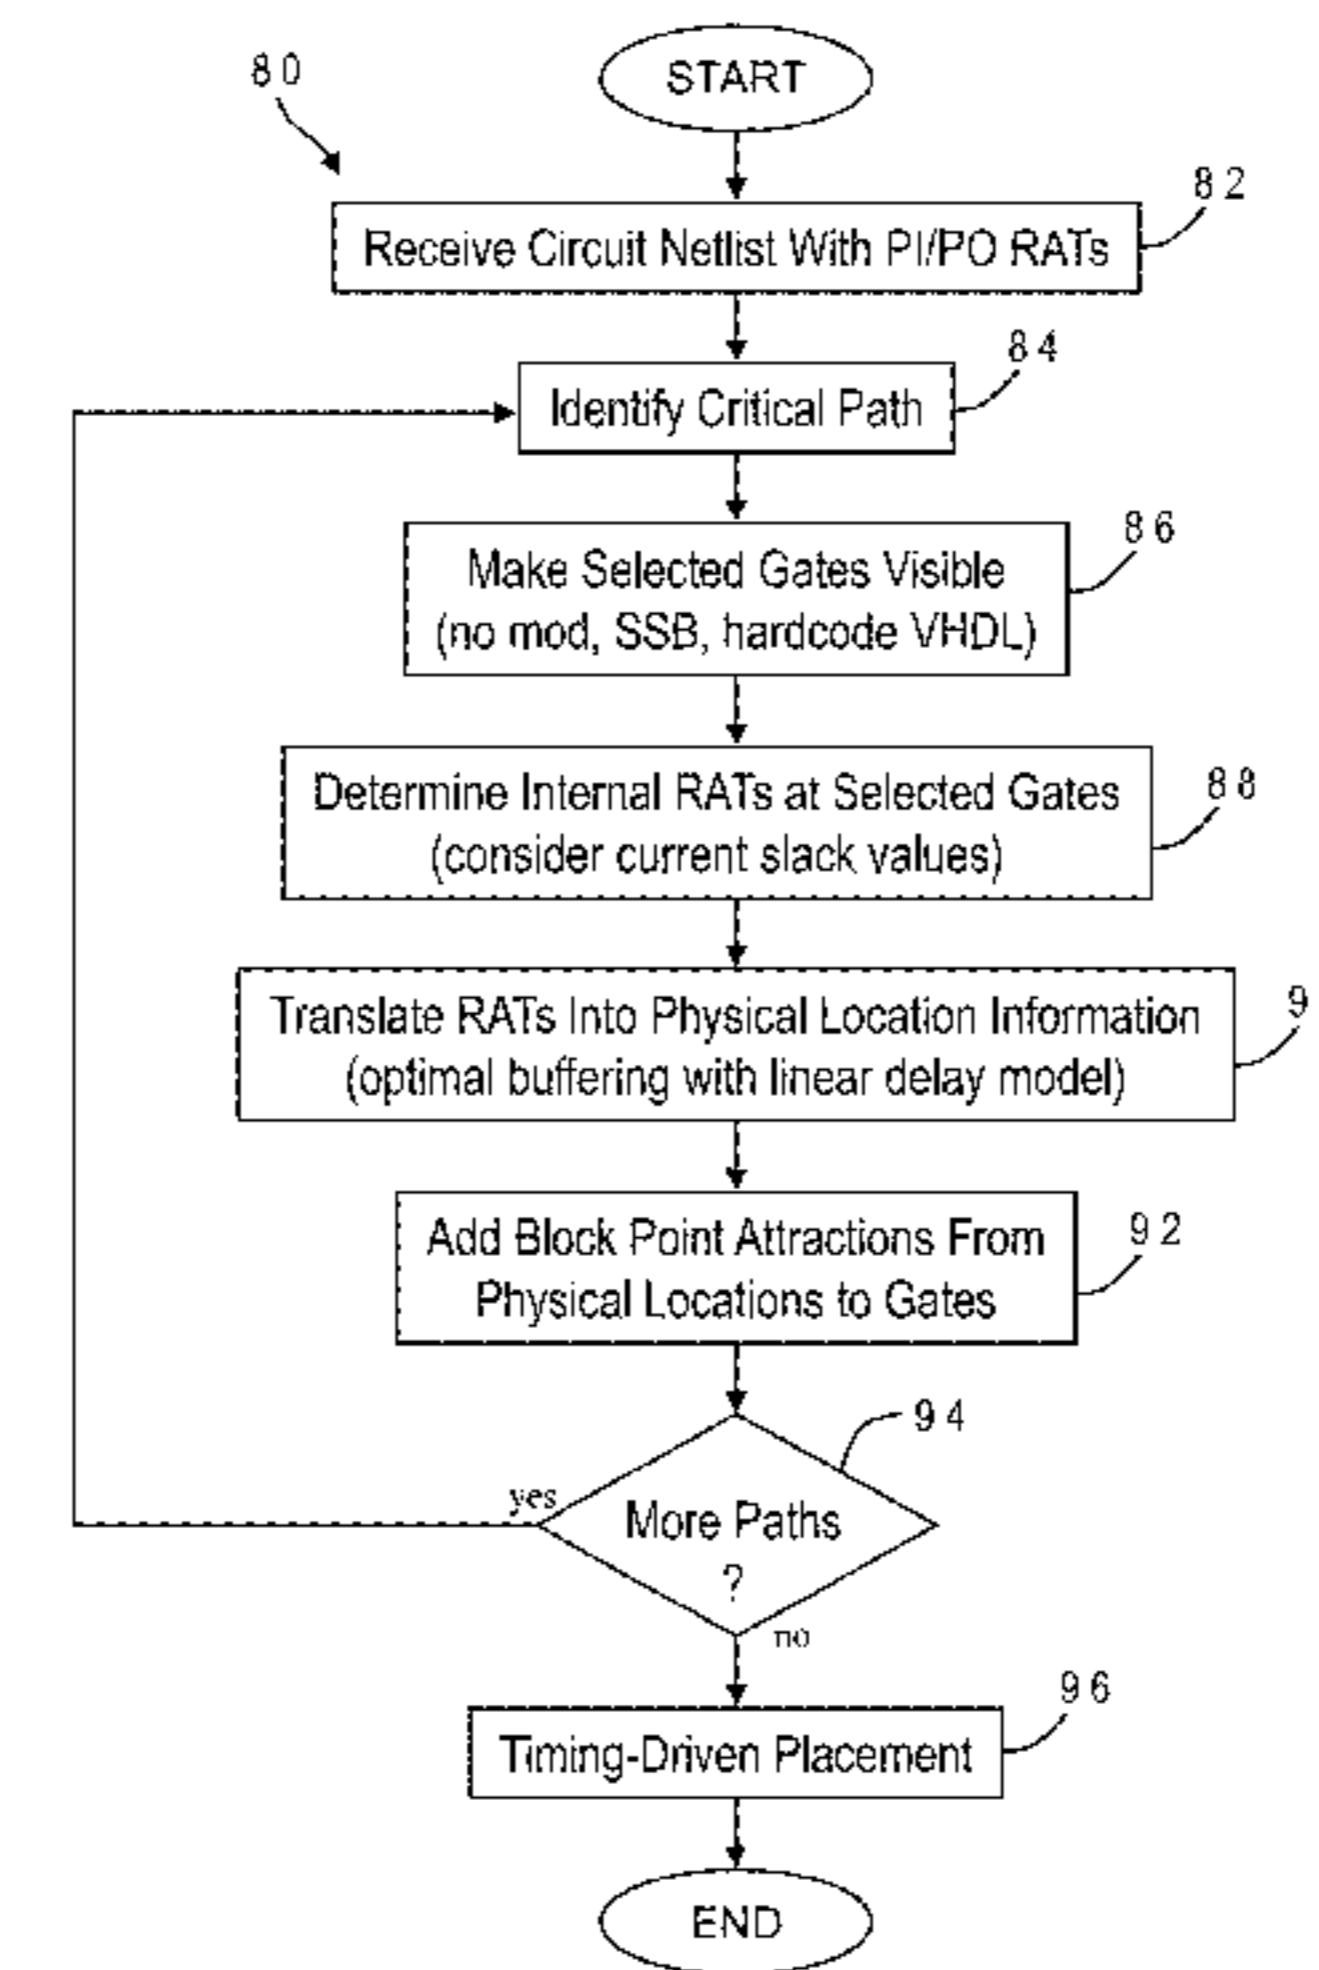 START
80
82
Receive Circuit Netlist With PI/PO RATs
84
Identify Critical Path
86
Make Selected Gates Visible
(no mod, SSB, hardcode VHDL)
88
Determine Internal RATs at Selected Gates
(consider current slack values)
9
Translate RATs Into Physical Location Information
(optimal buffering with linear delay model)
92
Add Block Point Attractions From
Physical Locations to Gates
94
yes
More Paths
?
no
96
Timing-Driven Placement
END